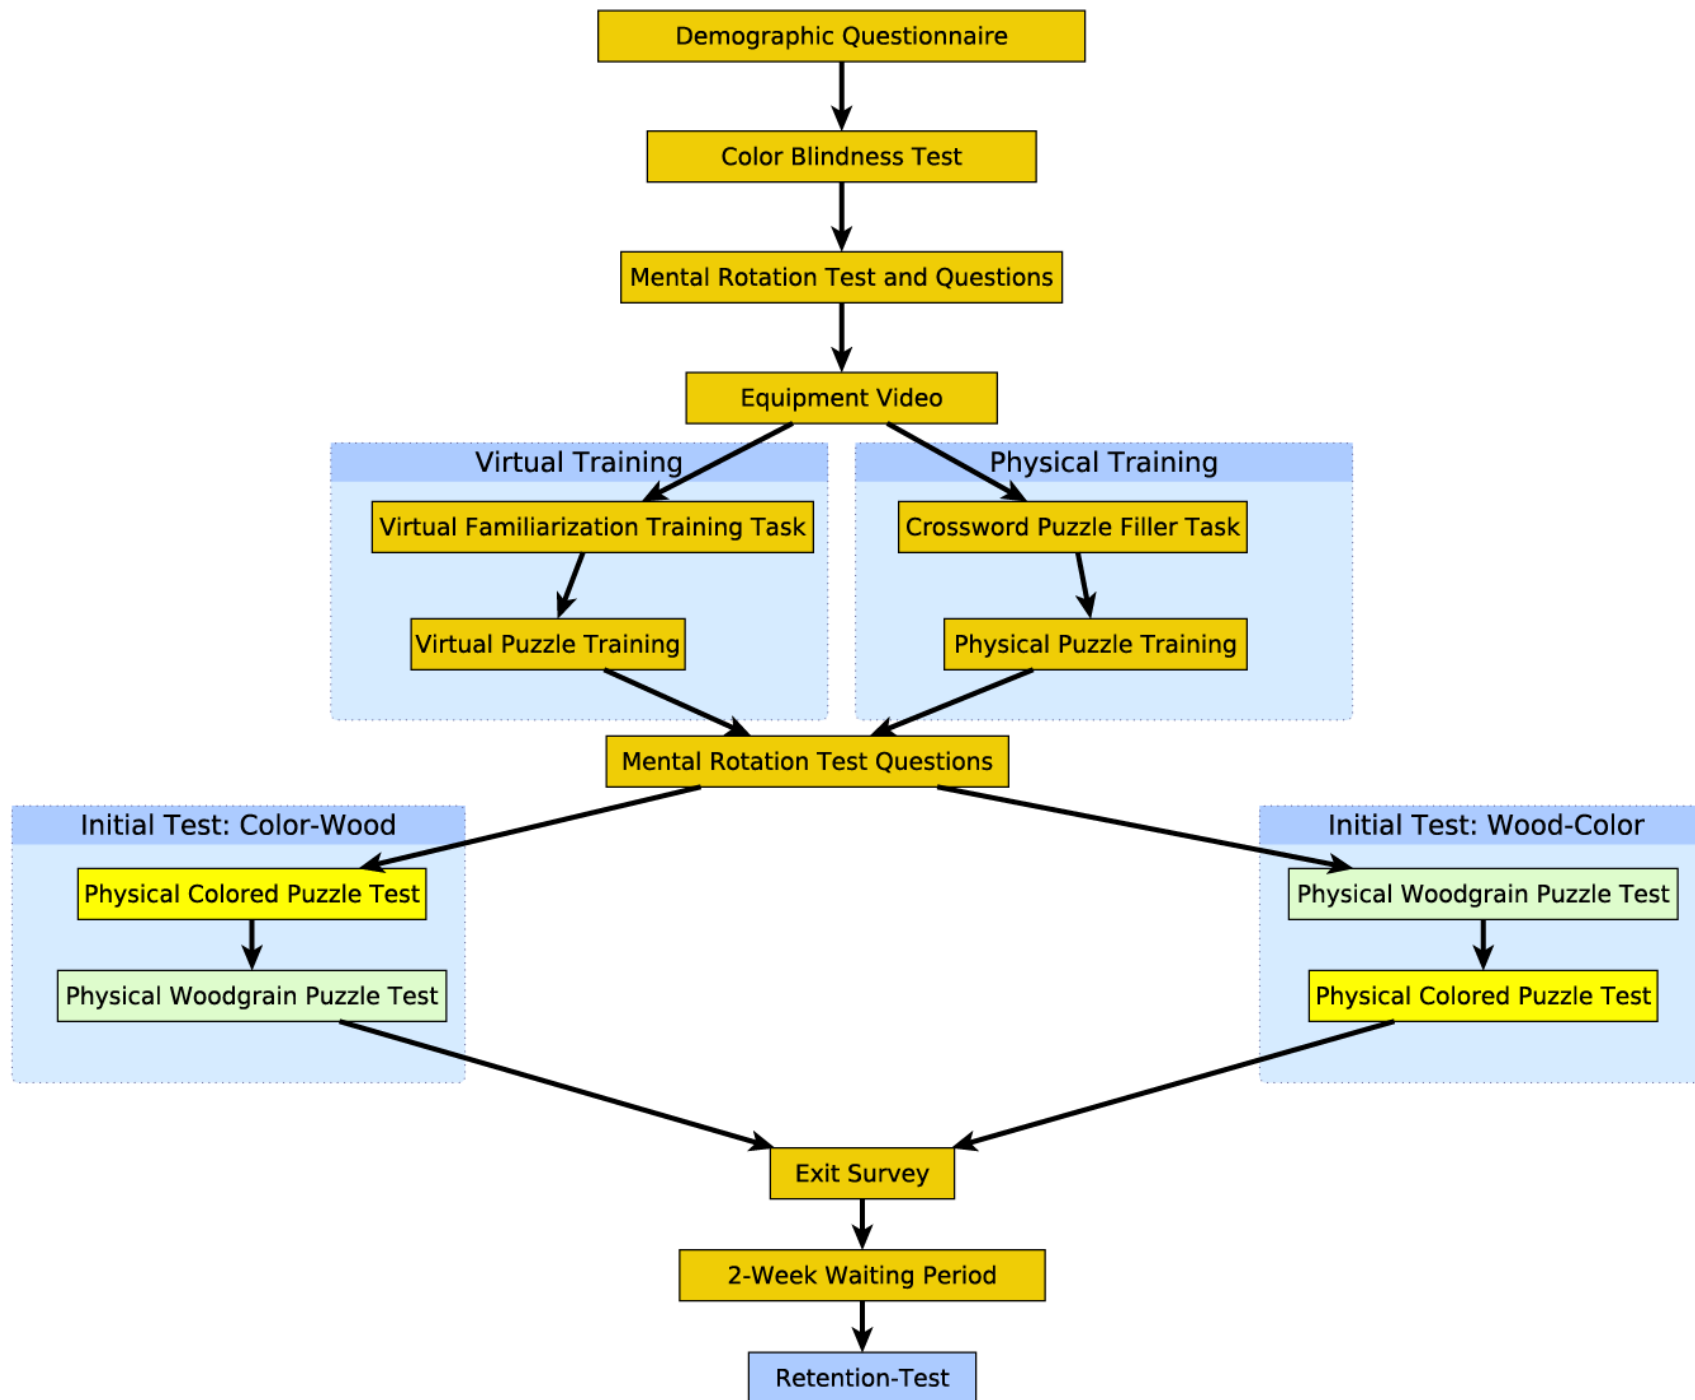 Demographic Questionnaire
Color Blindness Test
Mental Rotation Test and Questions
Equipment Video
Virtual Training
Physical Training
Virtual Familiarization Training Task
Crossword Puzzle Filler Task
Virtual Puzzle Training
Physical Puzzle Training
Mental Rotation Test Questions
Initial Test: Color-Wood
Initial Test: Wood-Color
Physical Colored Puzzle Test
Physical Woodgrain Puzzle Test
Physical Woodgrain Puzzle Test
Physical Colored Puzzle Test
Exit Survey
2-Week Waiting Period
Retention-Test